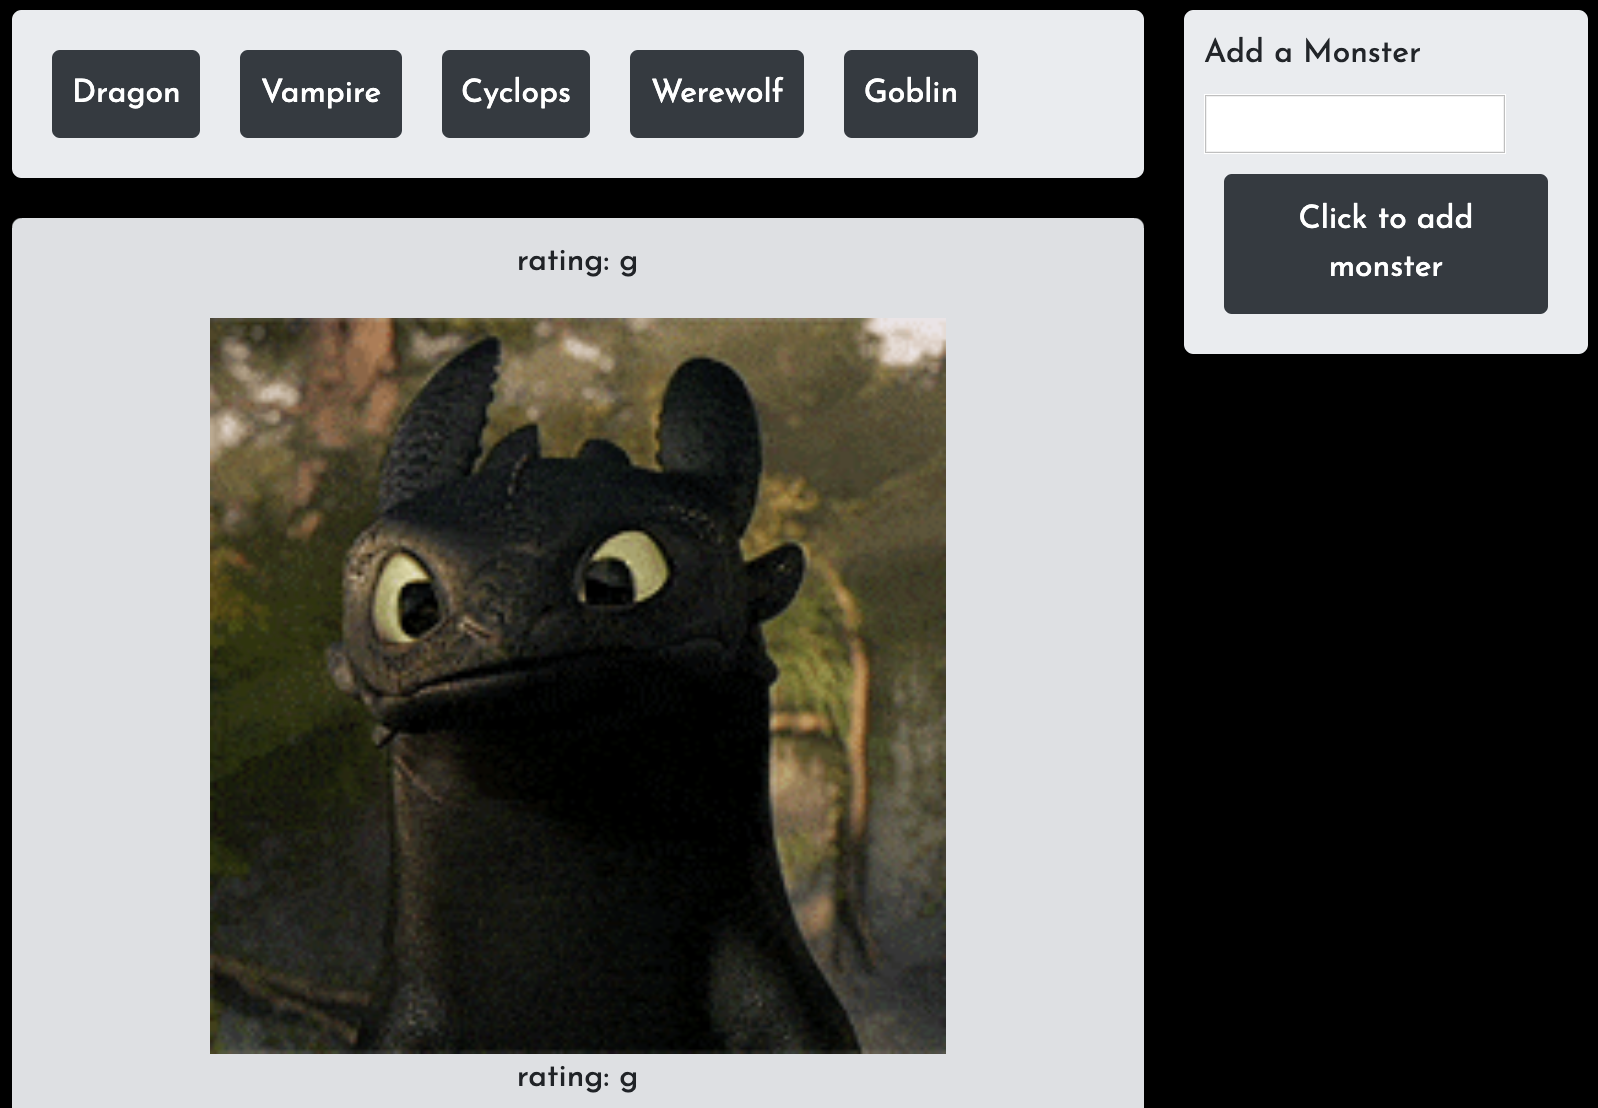 Dragon
Vampire
Cyclops
Werewolf
Goblin
Add a Monster
Click to add
monster
rating: g
rating: g